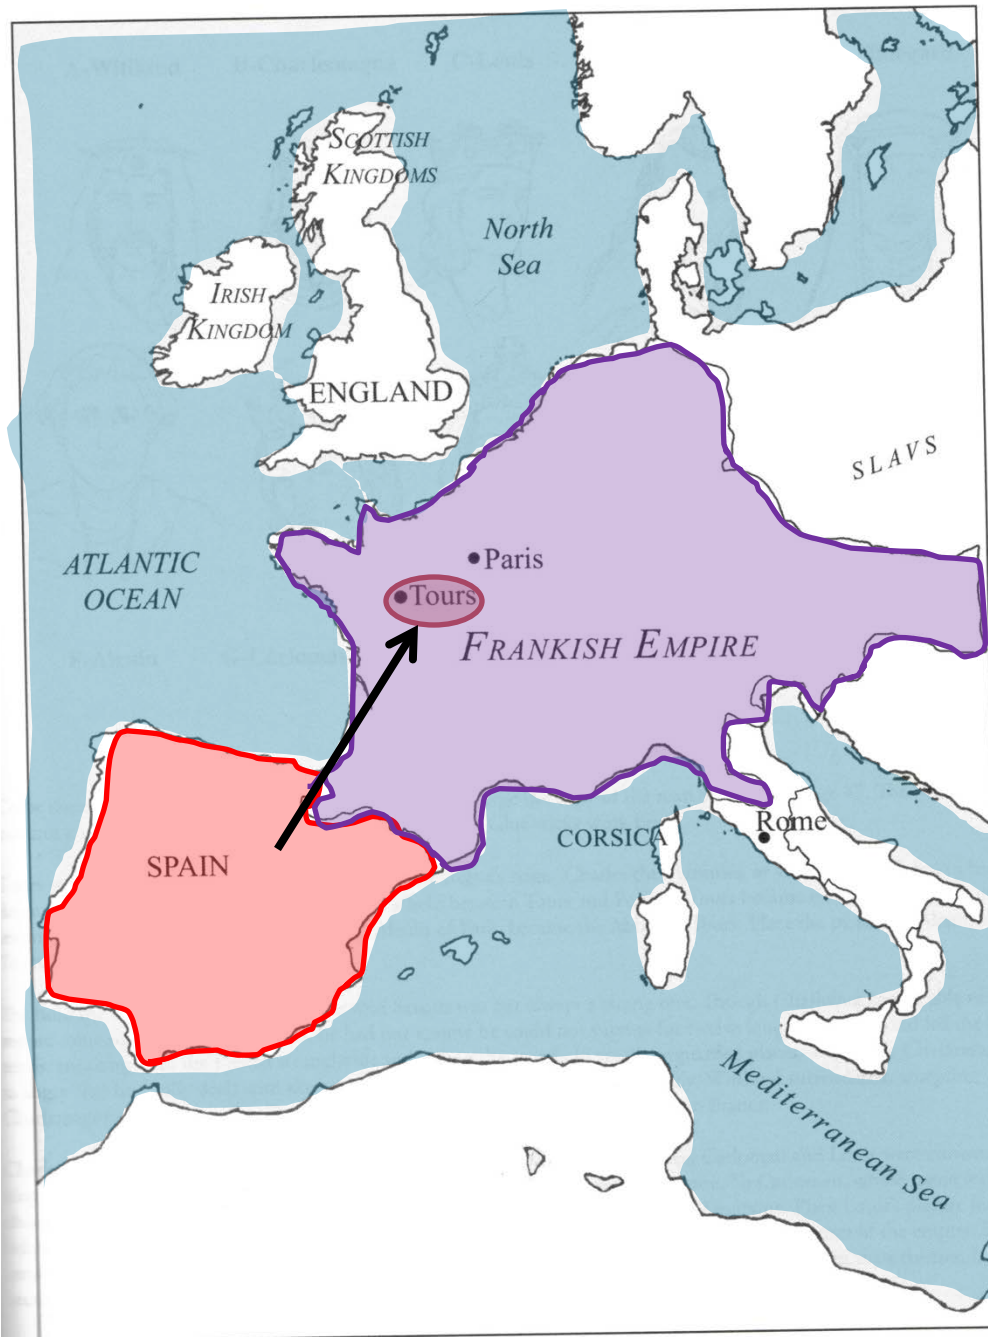 SCOTTISH
KINGDOMS
North
Sea
IRISH
KINGDOM
ENGLAND
SLAVS
ATLANTIC
OCEAN
Paris
Tours
FRANKISH EMPIRE
CORSICA
Rome
SPAIN
Mediterranean Sea